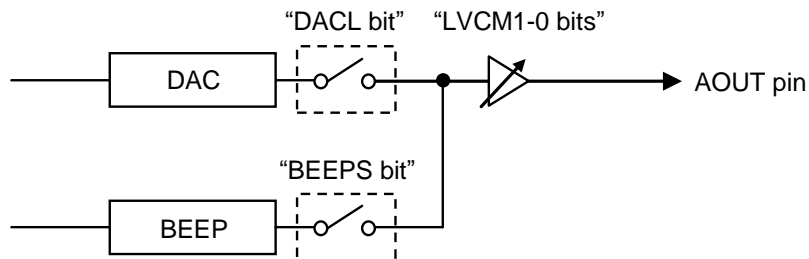 “DACL bit” “LVCM1-0 bits”
DAC
AOUT pin
“BEEPS bit”
BEEP